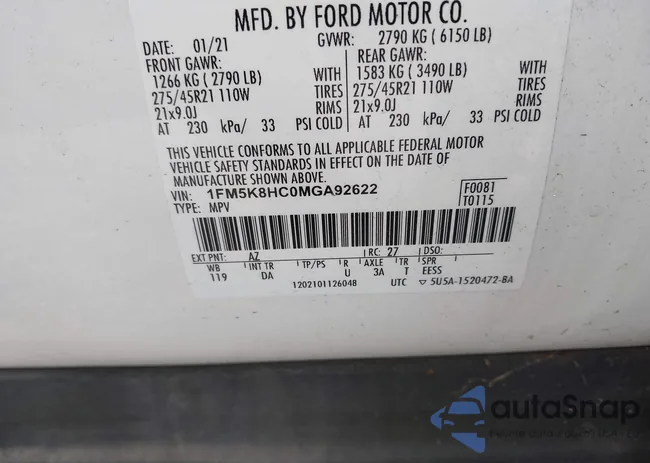 MFD. BY FORD MOTOR CO.
DATE: 01/21 GVWR: 2790 KG ( 6150 LB)
FRONT GAWR: REAR GAWR:
1266 KG ( 2790 LB) WITH 1583 KG ( 3490 LB) WITH
275/45R21 110W TIRES 275/45R21 110W TIRES
21x9.0J RIMS 21x9.0J RIMS
AT 230 kPa/ 33 PSI COLD AT 230 kPa/ 33 PSI COLD
THIS VEHICLE CONFORMS TO ALL APPLICABLE FEDERAL MOTOR
VEHICLE SAFETY STANDARDS IN EFFECT ON THE DATE OF
MANUFACTURE SHOWN ABOVE.
VIN: 1FM5K8HC0MGA92622 F0081
TYPE: MPV T0115
EXT PNT: AZ RC: 27 DSO:
WB INT TR TP/PS R AXLE TR SPR
119 DA U 3A T EESS
1202101126048 UTC ▽ 5U5A-1520472-BA
autoSnap